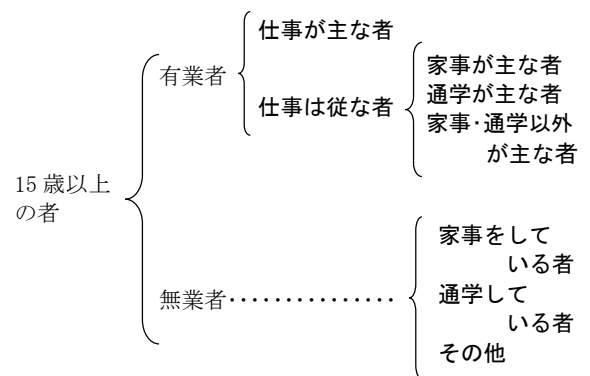 15 歳以上
の者
有業者
仕事が主な者
仕事は従な者
家事が主な者
通学が主な者
家事・通学以外
が主な者
無業者・・・・・・・・・・・・・・・
家事をして
いる者
通学して
いる者
その他